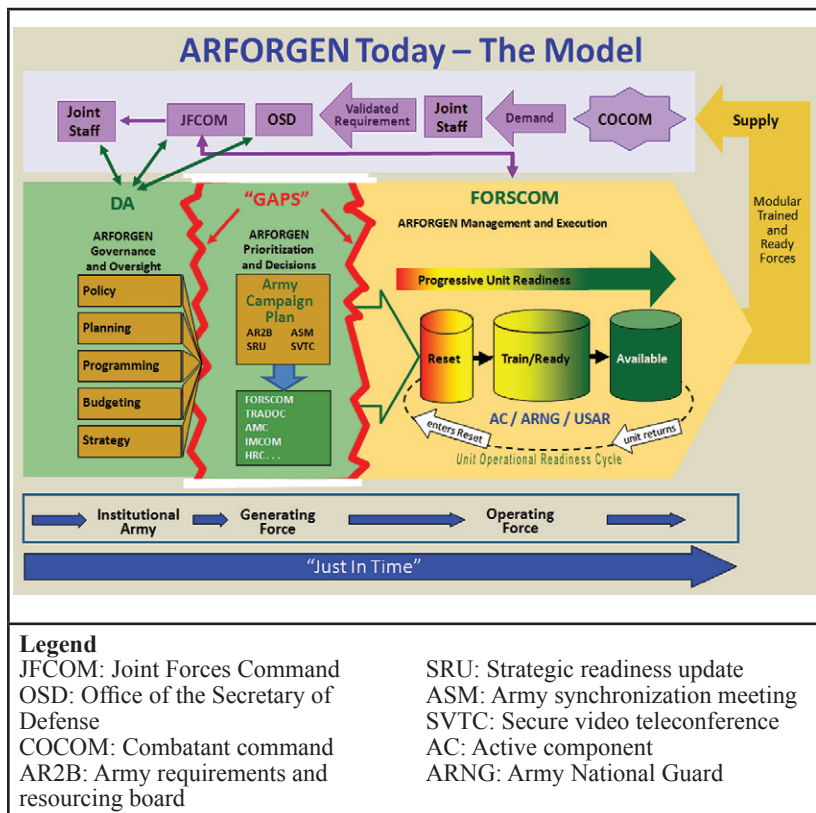 ARFORGEN Today – The Model
Joint
Staff
JFCOM
OSD
Validated
Requirement
Joint
Staff
Demand
COCOM
Supply
DA
"GAPS"
FORSCOM
ARFORGEN
Governance
and Oversight
ARFORGEN
Prioritization
and Decisions
ARFORGEN Management and Execution
Modular
Trained
and
Ready
Forces
Policy
Planning
Programming
Budgeting
Strategy
Army
Campaign
Plan
AR2B ASM
SRU SVTC
FORSCOM
TRADOC
AMC
IMCOM
HRC...
Progressive Unit Readiness
Reset
Train/Ready
Available
AC / ARNG / USAR
enters Reset
unit returns
Unit Operational Readiness Cycle
Institutional
Army
Generating
Force
Operating
Force
"Just In Time"
Legend
JFCOM: Joint Forces Command
OSD: Office of the Secretary of
Defense
COCOM: Combatant command
AR2B: Army requirements and
resourcing board
SRU: Strategic readiness update
ASM: Army synchronization meeting
SVTC: Secure video teleconference
AC: Active component
ARNG: Army National Guard